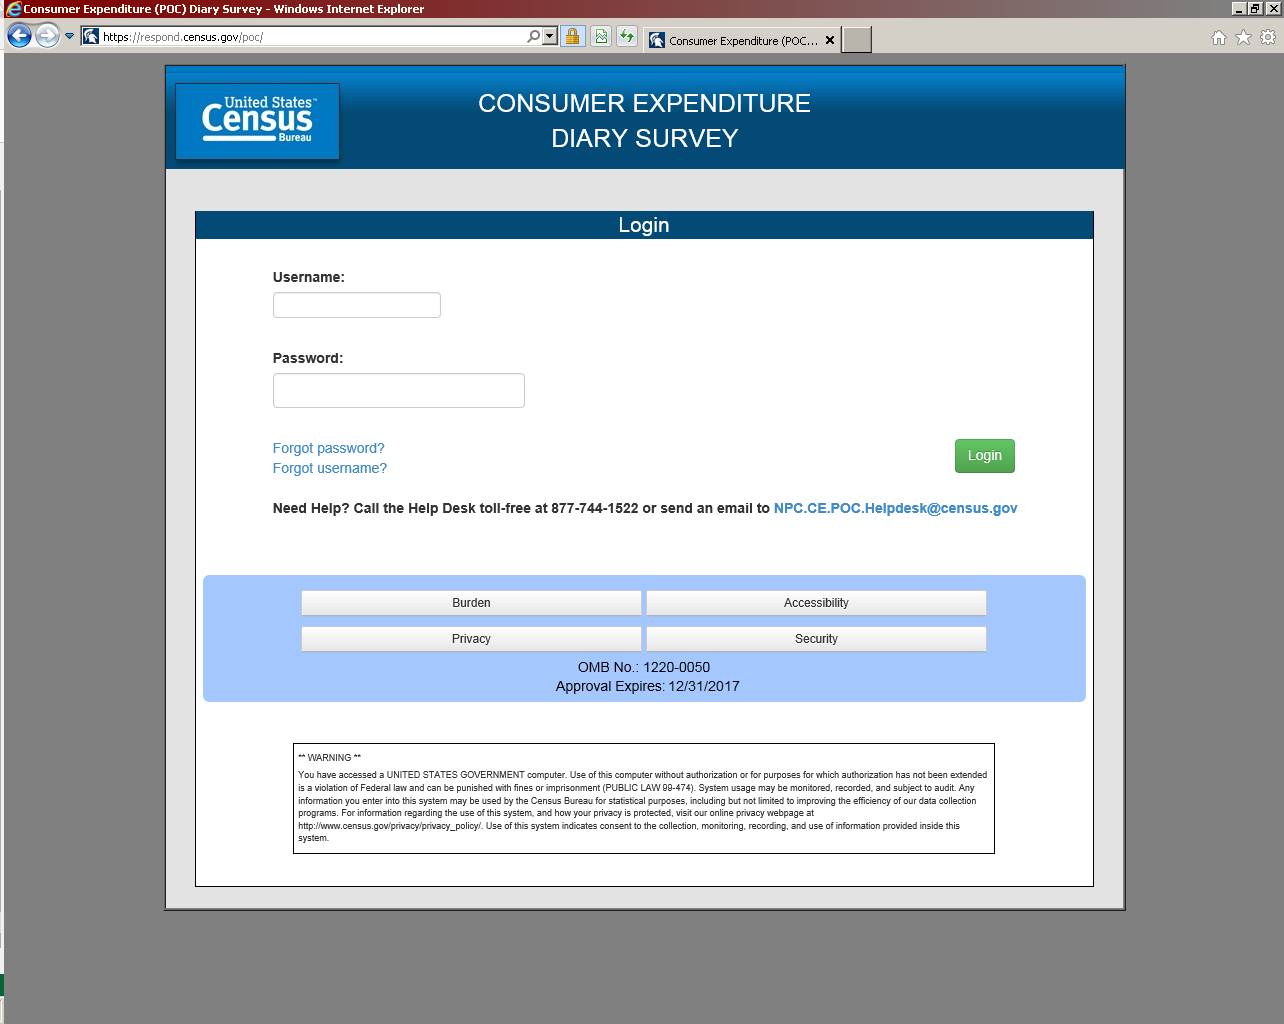 Consumer Expenditure (POC) Diary Survey - Windows Internet Explorer
https://respond.census.gov/poc/
Consumer Expenditure (POC...
United States™
Census
Bureau
CONSUMER EXPENDITURE
DIARY SURVEY
Login
Username:
Password:
Forgot password?
Forgot username?
Login
Need Help? Call the Help Desk toll-free at 877-744-1522 or send an email to NPC.CE.POC.Helpdesk@census.gov
Burden
Accessibility
Privacy
Security
OMB No.: 1220-0050
Approval Expires: 12/31/2017
** WARNING **
You have accessed a UNITED STATES GOVERNMENT computer. Use of this computer without authorization or for purposes for which authorization has not been extended
is a violation of Federal law and can be punished with fines or imprisonment (PUBLIC LAW 99-474). System usage may be monitored, recorded, and subject to audit. Any
information you enter into this system may be used by the Census Bureau for statistical purposes, including but not limited to improving the efficiency of our data collection
programs. For information regarding the use of this system, and how your privacy is protected, visit our online privacy webpage at
http://www.census.gov/privacy/privacy_policy/. Use of this system indicates consent to the collection, monitoring, recording, and use of information provided inside this
system.